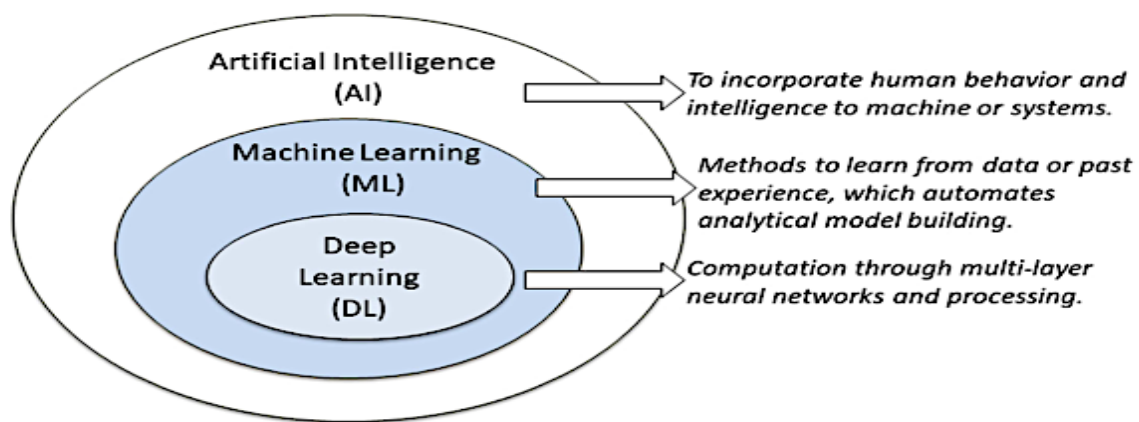 Artificial Intelligence
(AI)
To incorporate human behavior and
intelligence to machine or systems.
Machine Learning
(ML)
Methods to learn from data or past
experience, which automates
analytical model building.
Deep
Learning
(DL)
Computation through multi-layer
neural networks and processing.